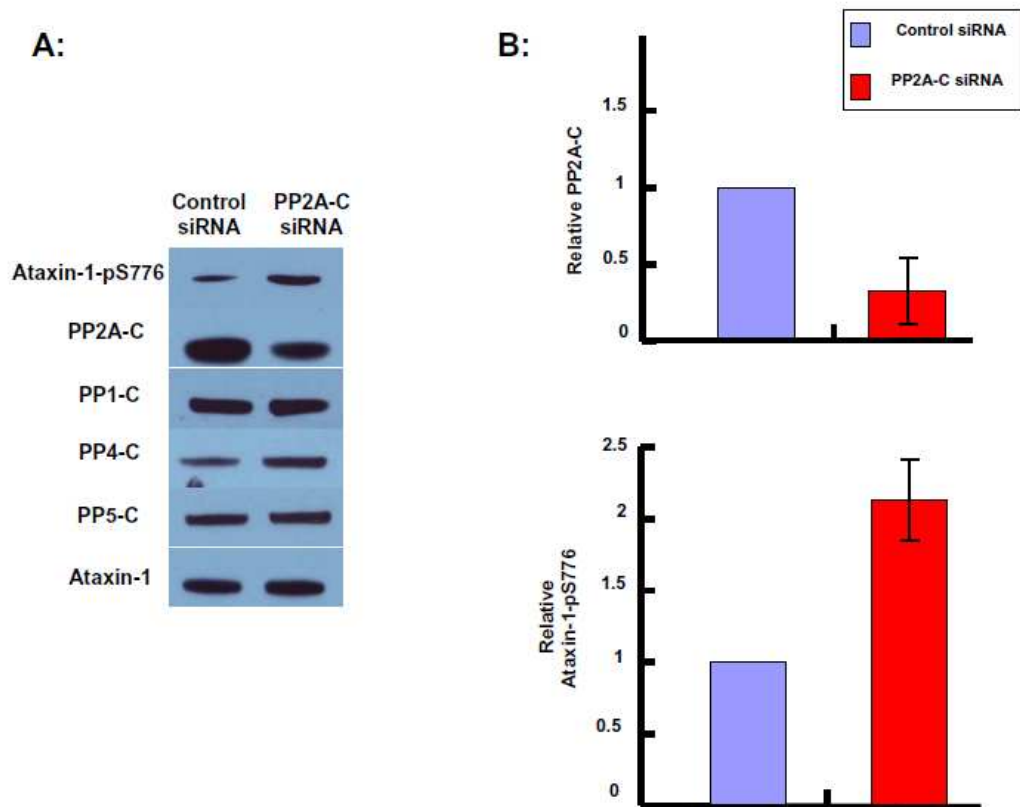 A:
Control
siRNA
PP2A-C
siRNA
Ataxin-1-pS776
PP2A-C
PP1-C
PP4-C
PP5-C
Ataxin-1
B:
Control siRNA
PP2A-C siRNA
Relative PP2A-C
1.5
1
0.5
0
Relative
Ataxin-1-pS776
2.5
2
1.5
1
0.5
0